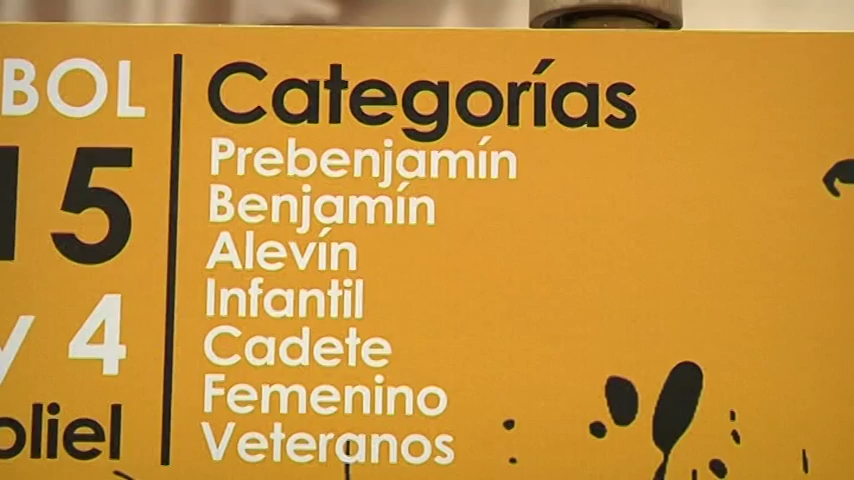 BOL
15
y 4
oliel
Categorías
Prebenjamín
Benjamín
Alevín
Infantil
Cadete
Femenino
Veteranos